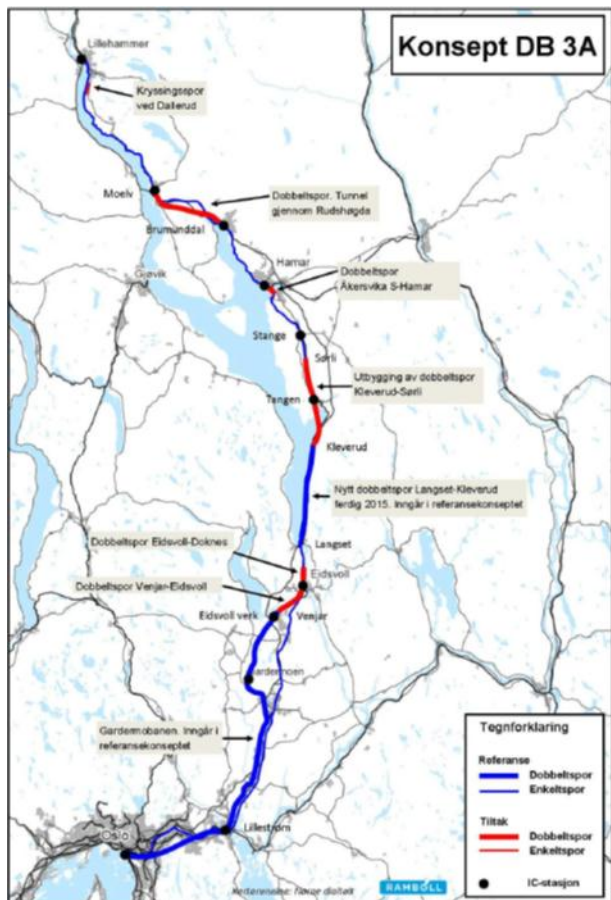 Konsept DB 3A
Lillehammer
Kryssingsspor
ved Dallerud
Moelv
Dobbeltspor. Tunnel
gjennom Rudshøgda
Brumunddal
Gjøvik
Hamar
Dobbeltspor
Åkersvika S-Hamar
Stange
Sørli
Utbygging av dobbelspor
Kleverud-Sørli
Tangen
Kleverud
Nytt dobbeltspor Langset-Kleverud
ferdig 2015. Inngår i referansekonseptet
Langset
Dobbeltspor Eidsvoll-Doknes
Eidsvoll
Dobbeltspor Venjar-Eidsvoll
Eidsvoll verk
Venjar
Gardermoen
Gardermobanen. Inngår i
referansekonseptet
Oslo
Lillestrøm
Tegnforklaring
Referanse
Dobbeltspor
Enkeltspor
Tiltak
Dobbeltspor
Enkeltspor
IC-stasjon
RAMBOLL